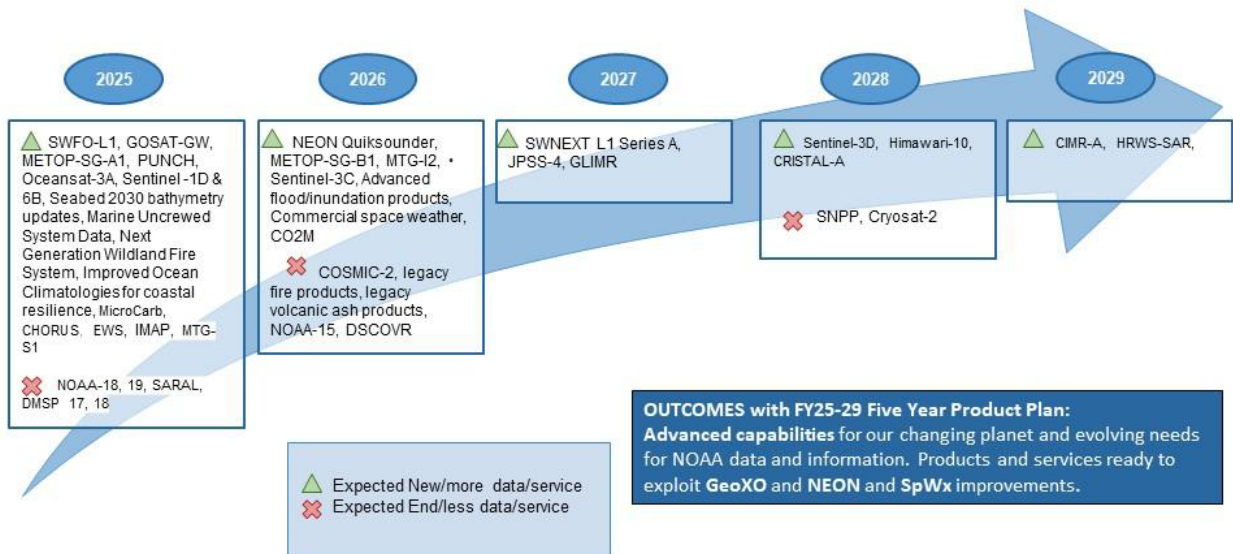 2025
2026
2027
2028
2029
SWFO-L1, GOSAT-GW,
METOP-SG-A1, PUNCH,
Oceansat-3A, Sentinel -1D &
6B, Seabed 2030 bathymetry
updates, Marine Uncrewed
System Data, Next
Generation Wildland Fire
System, Improved Ocean
Climatologies for coastal
resilience, MicroCarb,
CHORUS, EWS, IMAP, MTG-
S1
NOAA-18, 19, SARAL,
DMSP 17, 18
NEON Quiksounder,
METOP-SG-B1, MTG-I2, •
Sentinel-3C, Advanced
flood/inundation products,
Commercial space weather,
CO2M
COSMIC-2, legacy
fire products, legacy
volcanic ash products,
NOAA-15, DSCOVR
SWNEXT L1 Series A,
JPSS-4, GLIMR
Sentinel-3D, Himawari-10,
CRISTAL-A
SNPP, Cryosat-2
CIMR-A, HRWS-SAR,
OUTCOMES with FY25-29 Five Year Product Plan:
Advanced capabilities for our changing planet and evolving needs
for NOAA data and information. Products and services ready to
exploit GeoXO and NEON and SpWx improvements.
Expected New/more data/service
Expected End/less data/service